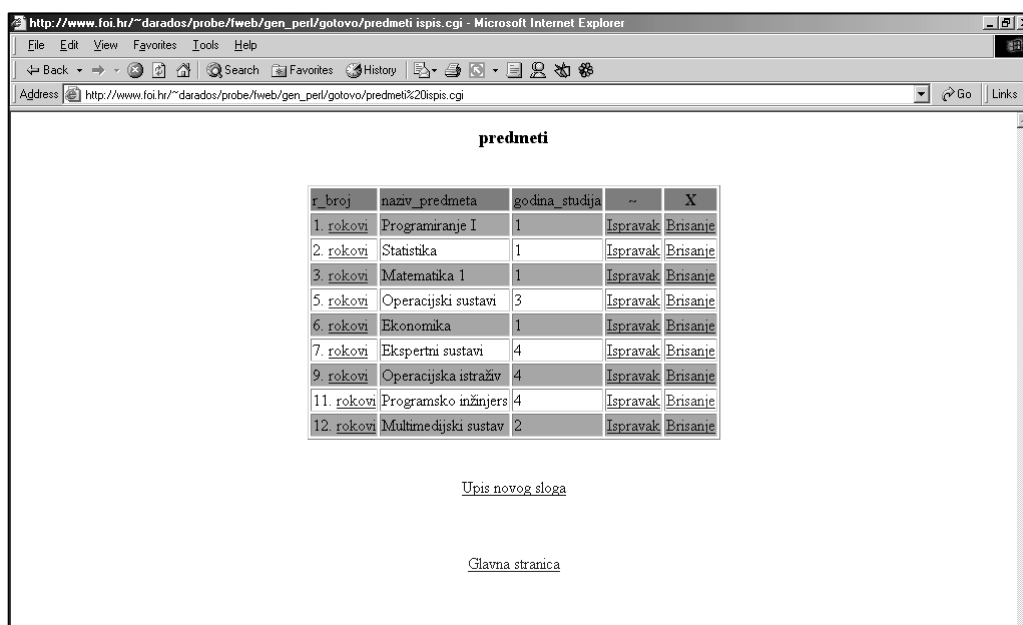 http://www.foi.hr/~darados/probe/fweb/gen_perl/gotovo/predmeti ispis.cgi - Microsoft Internet Explorer
File Edit View Favorites Tools Help
Back Search Favorites History
Address http://www.foi.hr/~darados/probe/fweb/gen_perl/gotovo/predmeti%20ispis.cgi Go Links
predmeti
r_broj naziv_predmeta godina_studija ~ X
1. rokovi Programiranje I 1 Ispravak Brisanje
2. rokovi Statistika 1 Ispravak Brisanje
3. rokovi Matematika 1 1 Ispravak Brisanje
5. rokovi Operacijski sustavi 3 Ispravak Brisanje
6. rokovi Ekonomika 1 Ispravak Brisanje
7. rokovi Ekspertni sustavi 4 Ispravak Brisanje
9. rokovi Operacijska istraživ 4 Ispravak Brisanje
11. rokovi Programsko inžinjers 4 Ispravak Brisanje
12. rokovi Multimedijski sustav 2 Ispravak Brisanje
Upis novog sloga
Glavna stranica